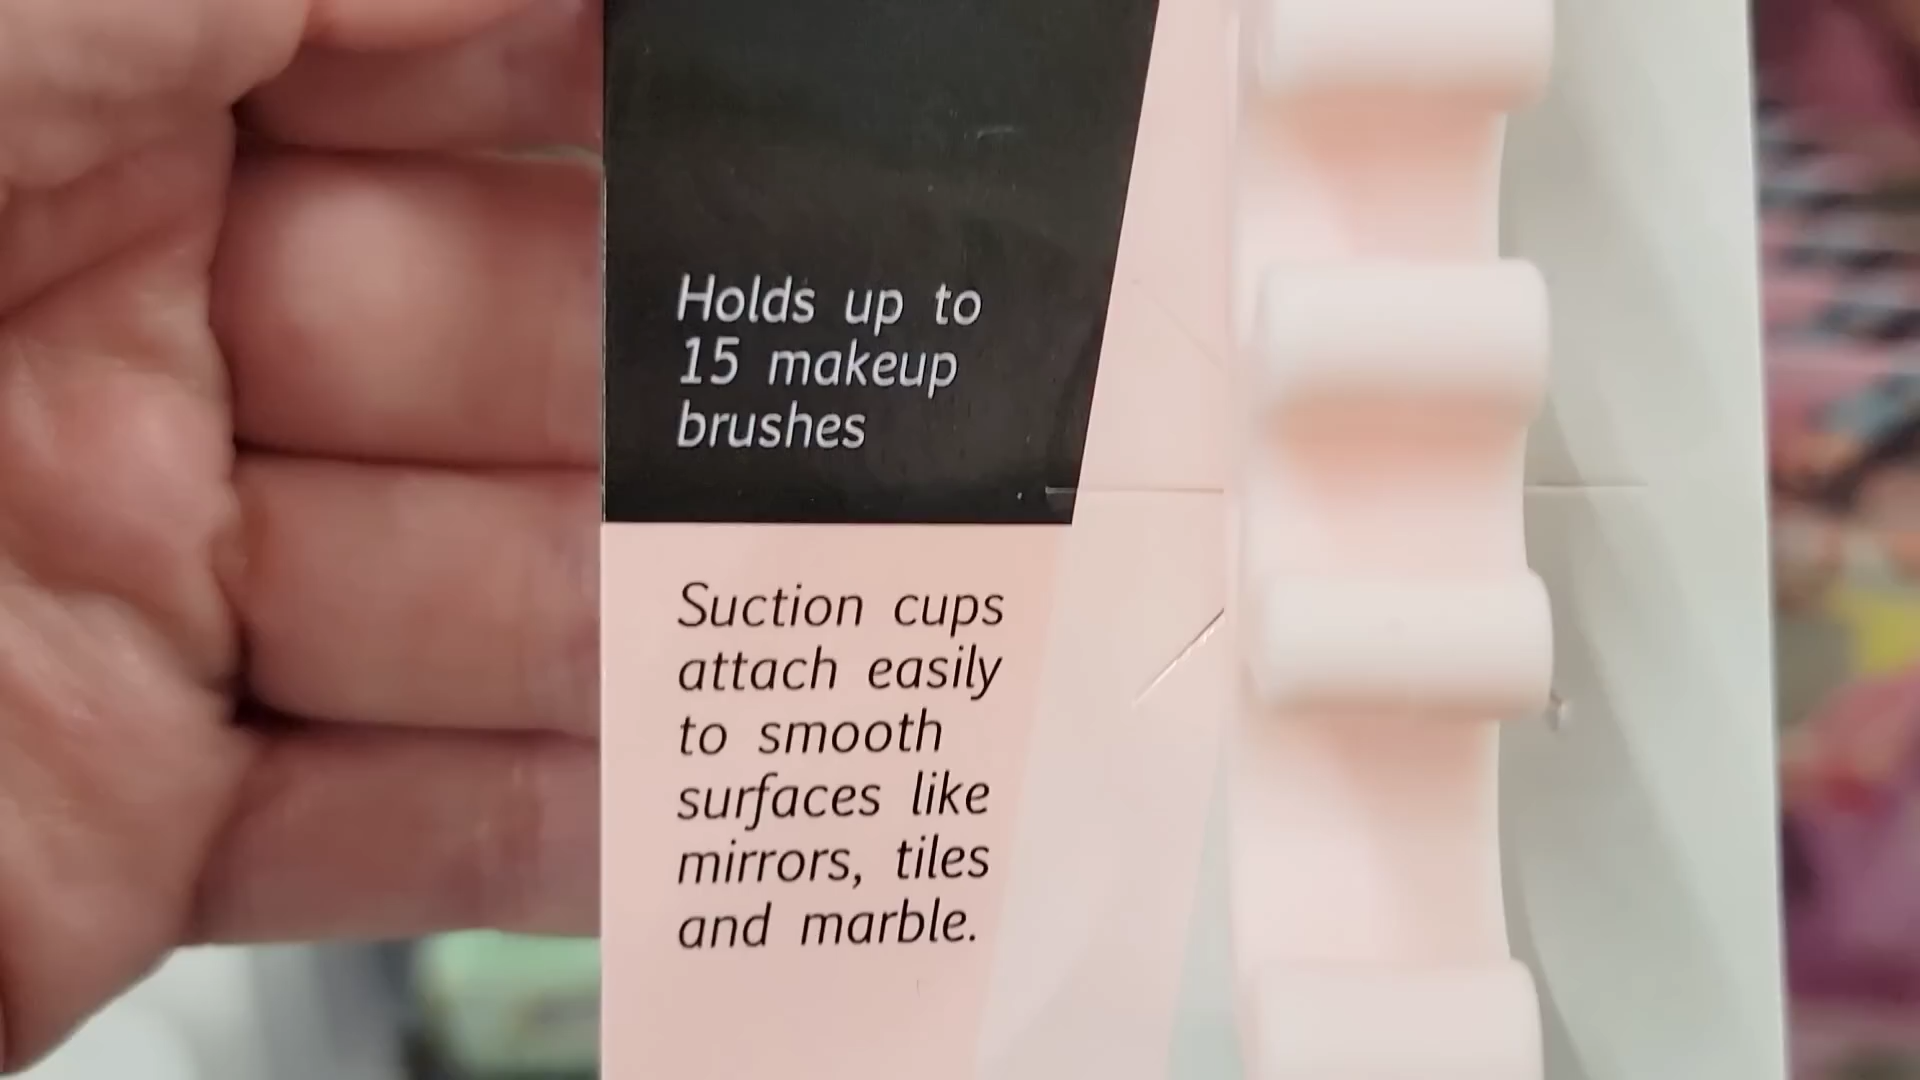 Holds up to
15 makeup
brushes
Suction cups
attach easily
to smooth
surfaces like
mirrors, tiles
and marble.